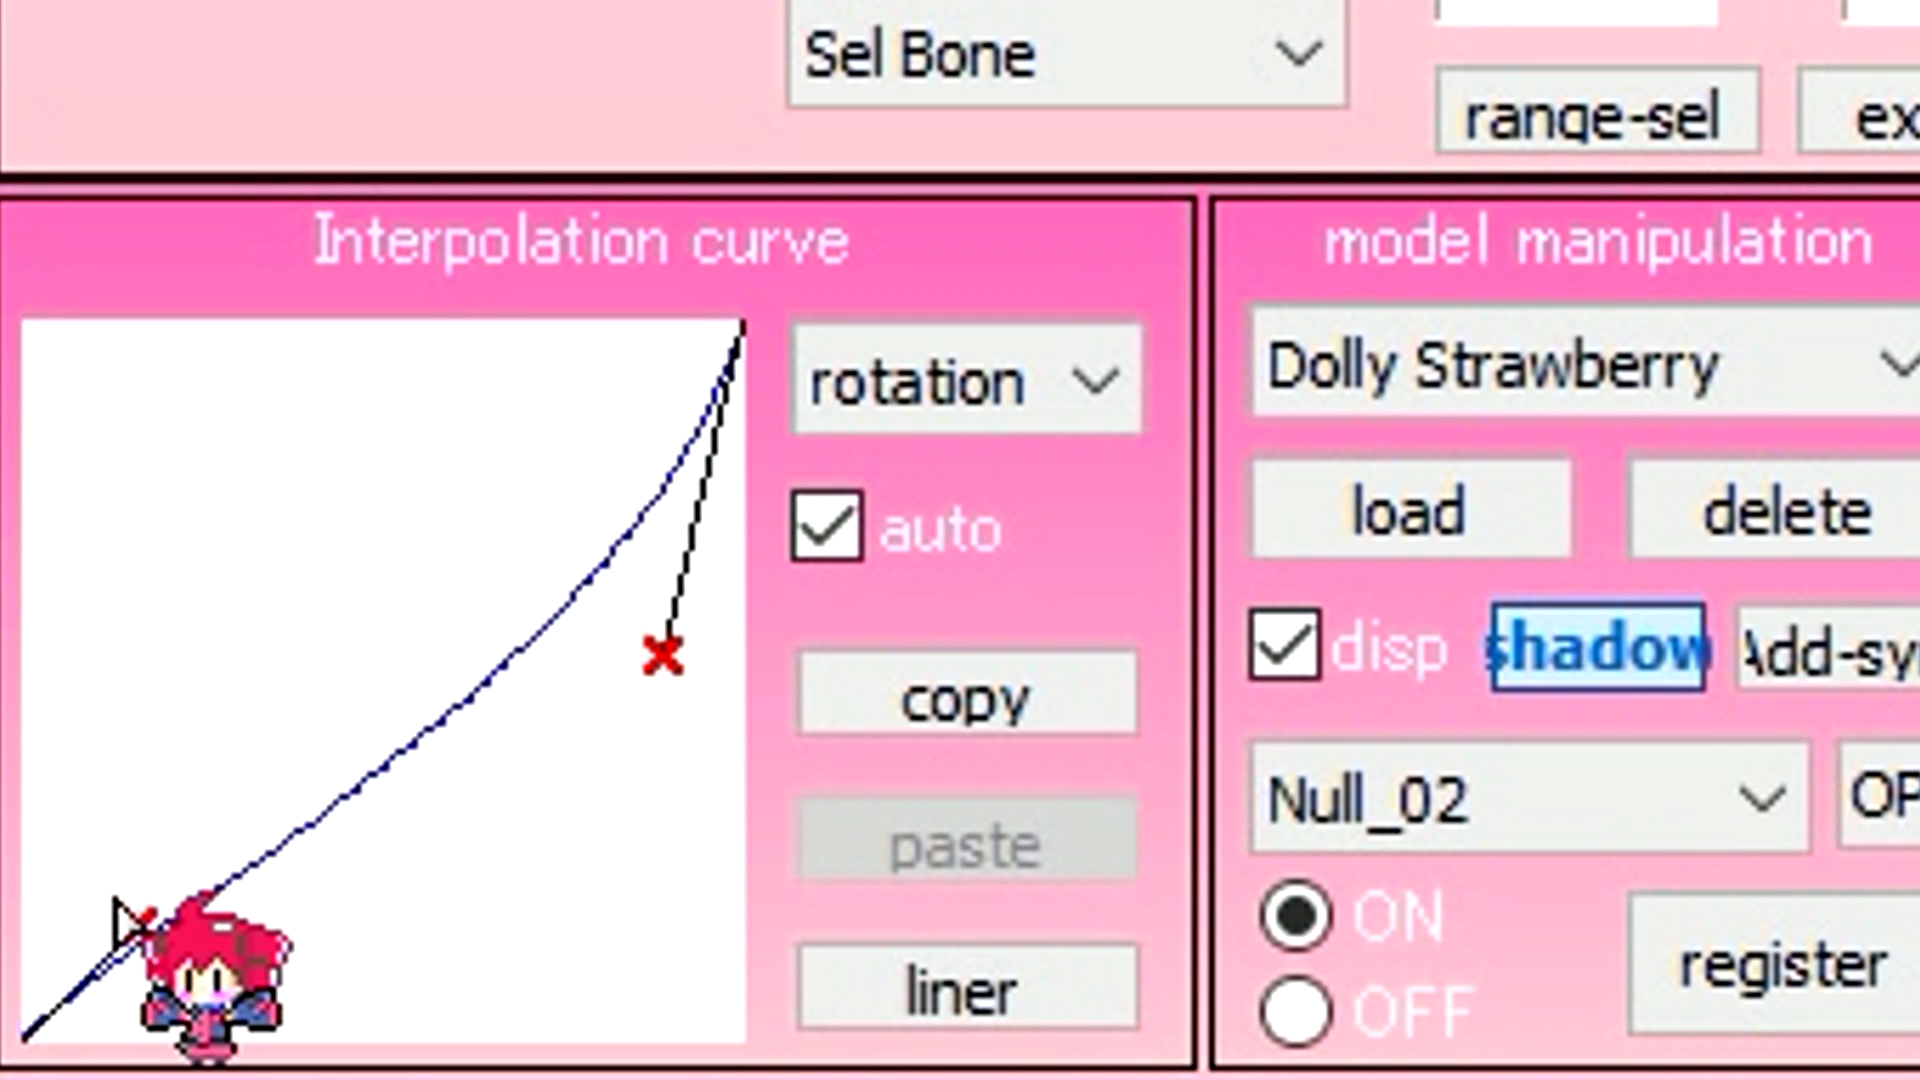 Sel Bone
range-sel
ex
Interpolation curve
model manipulation
rotation
Dolly Strawberry
auto
load
delete
copy
disp
shadow
Add-sy
paste
Null_02
OP
ON
liner
register
OFF